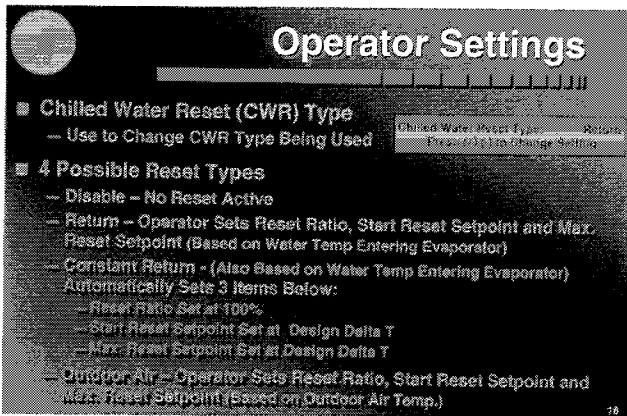 Operator Settings
■ Chilled Water Reset (CWR) Type
– Use to Change CWR Type Being Used
Chilled Water Reset Type: Return
Press (+) (-) to Change Setting
■ 4 Possible Reset Types
– Disable – No Reset Active
– Return – Operator Sets Reset Ratio, Start Reset Setpoint and Max. Reset Setpoint (Based on Water Temp Entering Evaporator)
– Constant Return - (Also Based on Water Temp Entering Evaporator)
Automatically Sets 3 Items Below:
– Reset Ratio Set at 100%
– Start Reset Setpoint Set at Design Delta T
– Max. Reset Setpoint Set at Design Delta T
– Outdoor Air – Operator Sets Reset Ratio, Start Reset Setpoint and
Max. Reset Setpoint (Based on Outdoor Air Temp.)